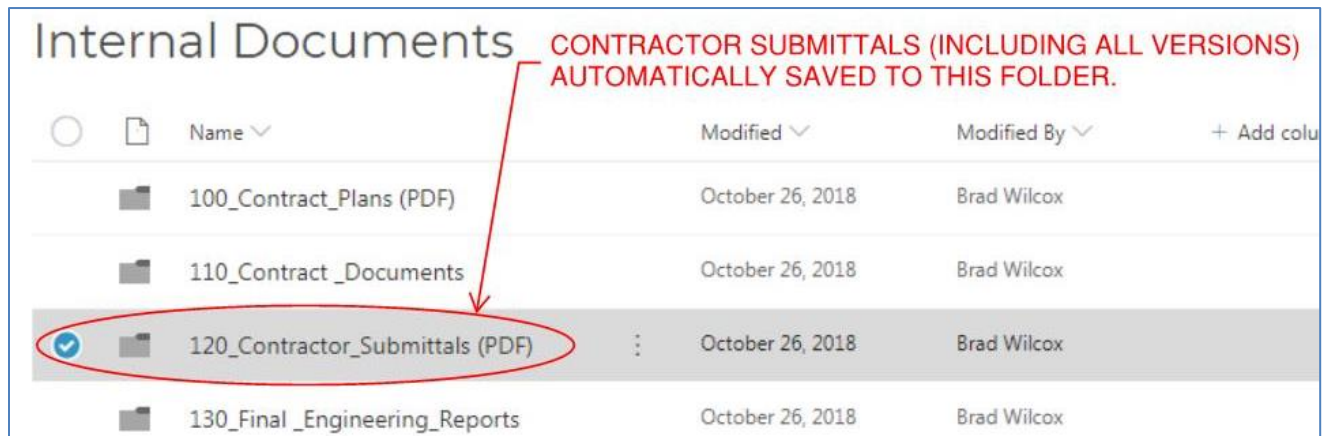 Internal Documents
CONTRACTOR SUBMITTALS (INCLUDING ALL VERSIONS)
AUTOMATICALLY SAVED TO THIS FOLDER.
Name Modified Modified By + Add colu
100_Contract_Plans (PDF) October 26, 2018 Brad Wilcox
110_Contract _Documents October 26, 2018 Brad Wilcox
120_Contractor_Submittals (PDF) October 26, 2018 Brad Wilcox
130_Final _Engineering_Reports October 26, 2018 Brad Wilcox